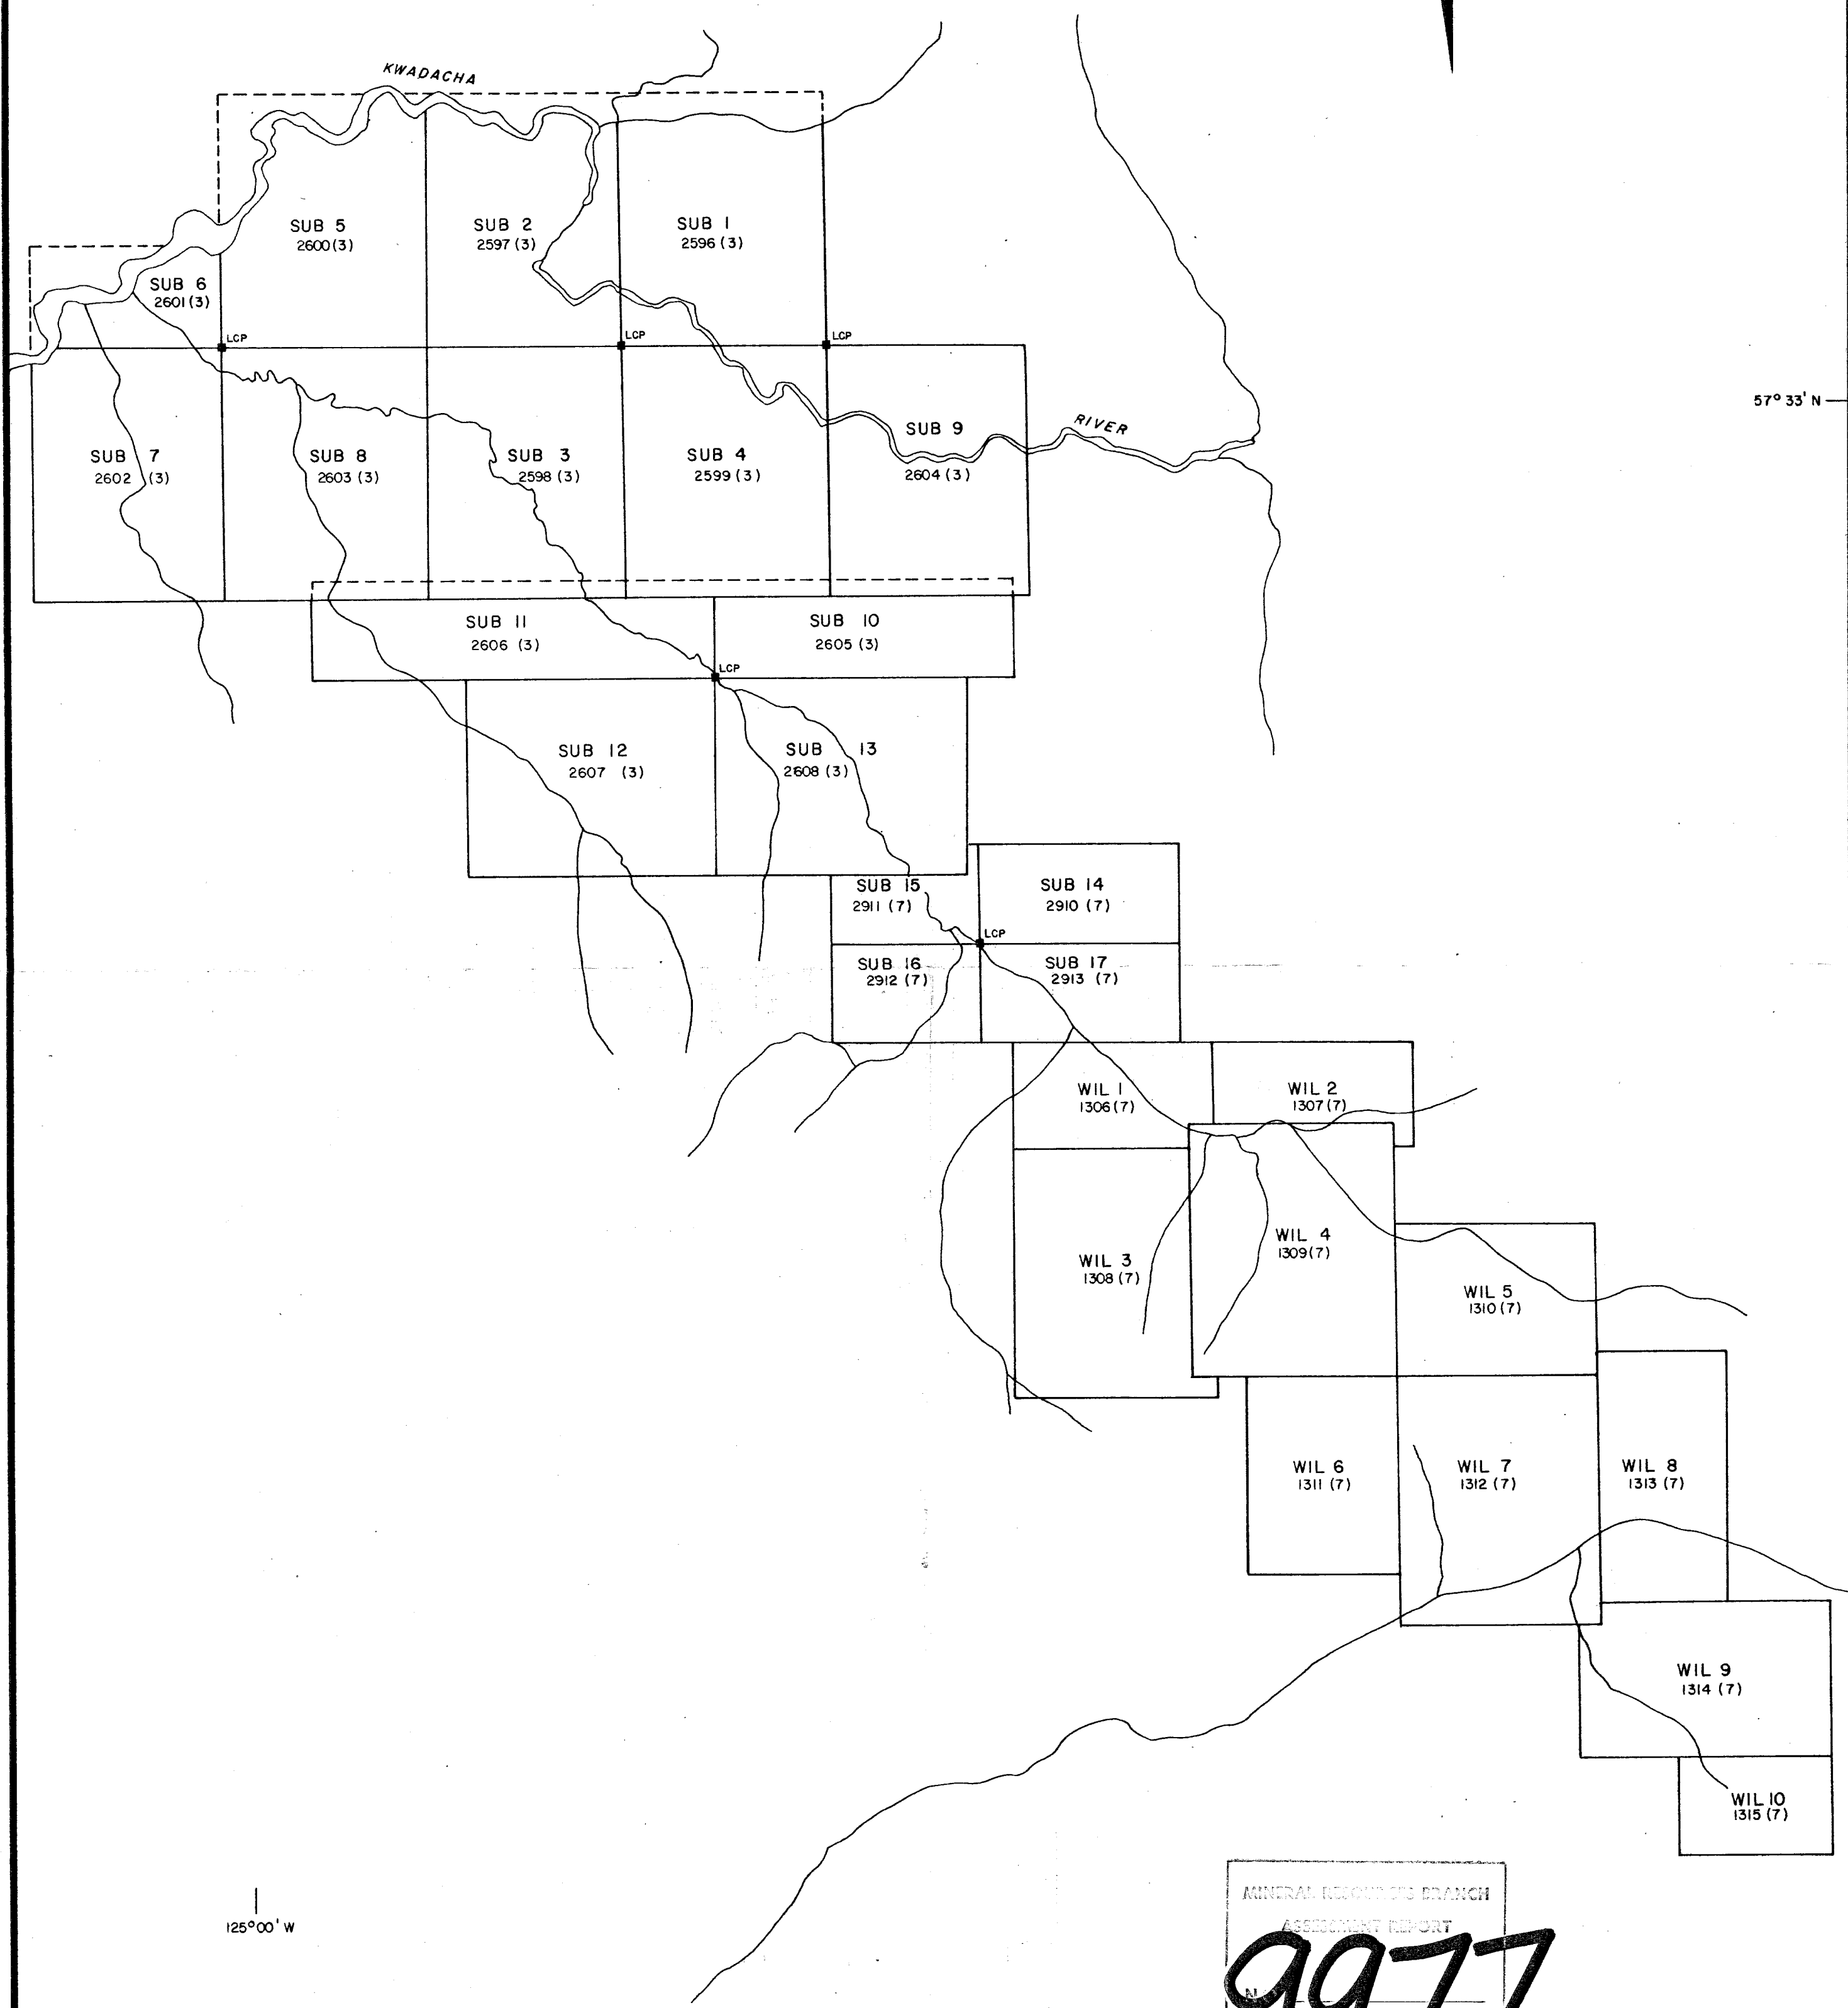 KWADACHA
SUB 5
2600(3)
SUB 2
2597(3)
SUB 1
2596(3)
SUB 6
2601(3)
LCP
LCP
LCP
57° 33' N
RIVER
SUB 9
2604(3)
SUB 7
2602 (3)
SUB 8
2603(3)
SUB 3
2598(3)
SUB 4
2599(3)
SUB 11
2606(3)
SUB 10
2605(3)
LCP
SUB 12
2607 (3)
SUB 13
2608(3)
SUB 15
2911 (7)
SUB 14
2910(7)
LCP
SUB 16
2912(7)
SUB 17
2913 (7)
WIL 1
1306(7)
WIL 2
1307(7)
WIL 3
1308(7)
WIL 4
1309(7)
WIL 5
1310(7)
WIL 6
1311(7)
WIL 7
1312(7)
WIL 8
1313(7)
WIL 9
1314(7)
WIL 10
1315(7)
125°00' W
MINERAL RESOURCES BRANCH
ASSESSMENT REPORT
9977